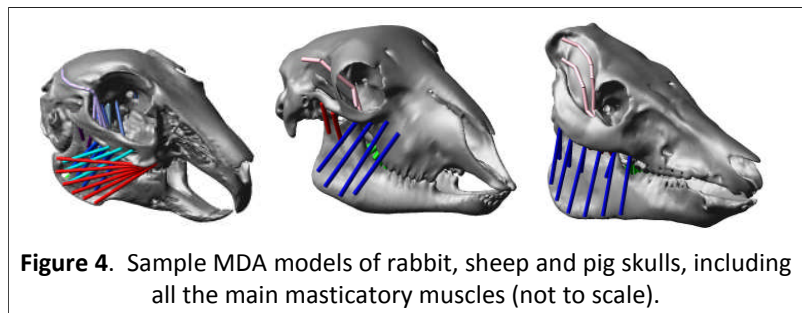 Figure 4.  Sample MDA models of rabbit, sheep and pig skulls, including
all the main masticatory muscles (not to scale).